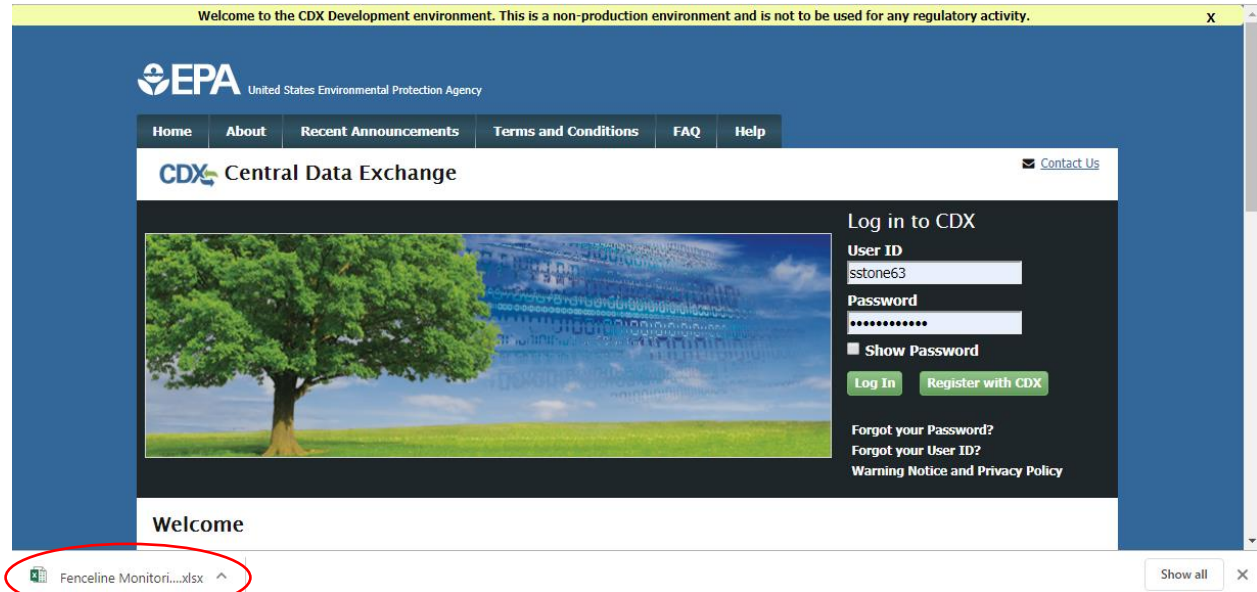 Welcome to the CDX Development environment. This is a non-production environment and is not to be used for any regulatory activity. X
EPA United States Environmental Protection Agency
Home About Recent Announcements Terms and Conditions FAQ Help
CDX Central Data Exchange
Contact Us
Log in to CDX
User ID
sstone63
Password
••••••••••••
Show Password
Log In Register with CDX
Forgot your Password?
Forgot your User ID?
Warning Notice and Privacy Policy
Welcome
Fenceline Monitori....xlsx
Show all